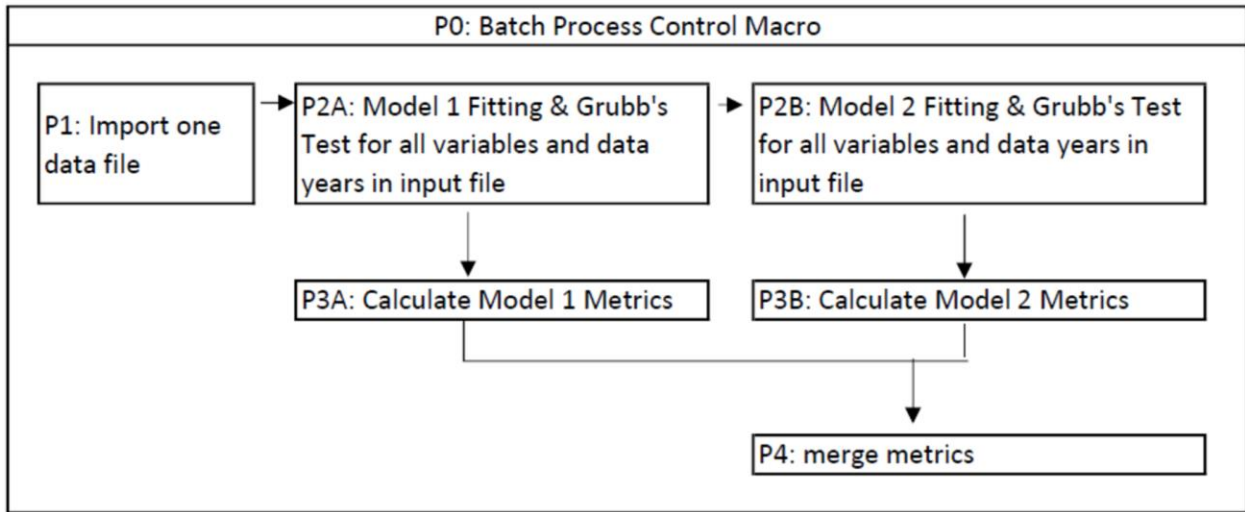 P0: Batch Process Control Macro
P1: Import one
data file
P2A: Model 1 Fitting & Grubb's
Test for all variables and data
years in input file
P2B: Model 2 Fitting & Grubb's Test
for all variables and data years in
input file
P3A: Calculate Model 1 Metrics
P3B: Calculate Model 2 Metrics
P4: merge metrics